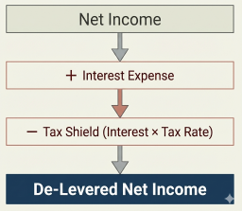 Net Income
+ Interest Expense
− Tax Shield (Interest × Tax Rate)
De-Levered Net Income